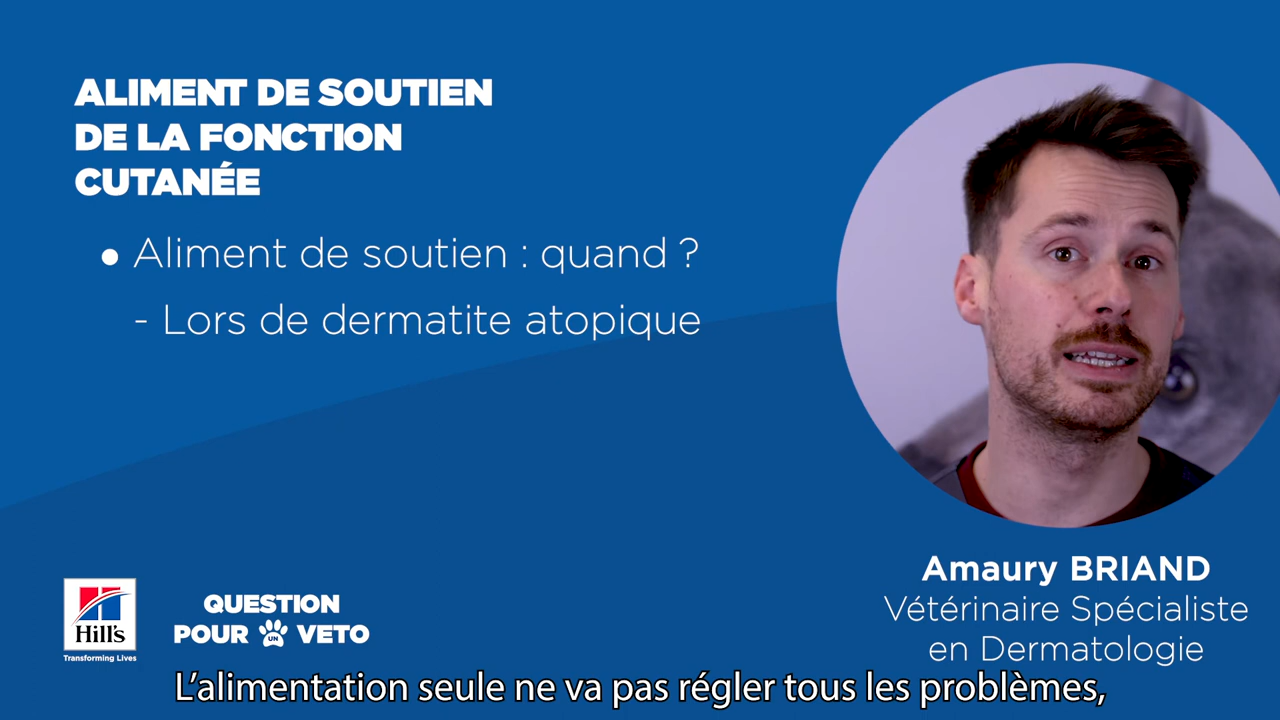 ALIMENT DE SOUTIEN
DE LA FONCTION
CUTANÉE
• Aliment de soutien : quand ?
- Lors de dermatite atopique
Amaury BRIAND
Vétérinaire Spécialiste
en Dermatologie
Hill's
Transforming Lives
QUESTION
POUR UN VETO
L'alimentation seule ne va pas régler tous les problèmes,